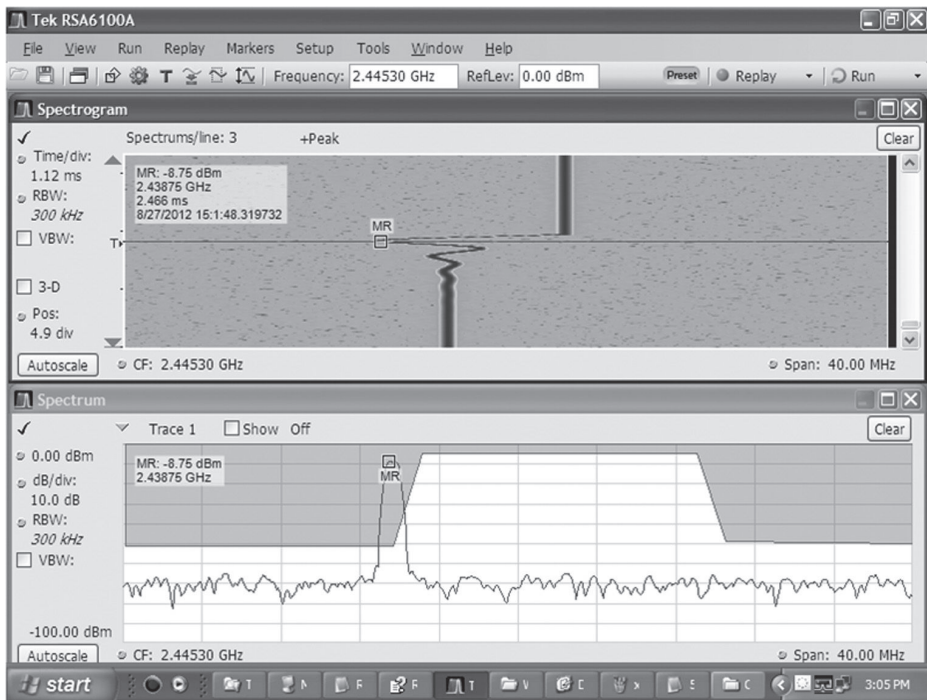 Tek RSA6100A
File View Run Replay Markers Setup Tools Window Help
T Frequency: 2.44530 GHz RefLev: 0.00 dBm Preset Replay Run
Spectrogram
Spectrums/line: 3 +Peak Clear
Time/div:
1.12 ms
RBW:
300 kHz
VBW:
3-D
Pos:
4.9 div
MR: -8.75 dBm
2.43875 GHz
2.466 ms
8/27/2012 15:1:48.319732
MR
T
Autoscale CF: 2.44530 GHz Span: 40.00 MHz
Spectrum
Trace 1 Show Off Clear
0.00 dBm
dB/div:
10.0 dB
RBW:
300 kHz
VBW:
-100.00 dBm
MR: -8.75 dBm
2.43875 GHz
MR
Autoscale CF: 2.44530 GHz Span: 40.00 MHz
start 3:05 PM